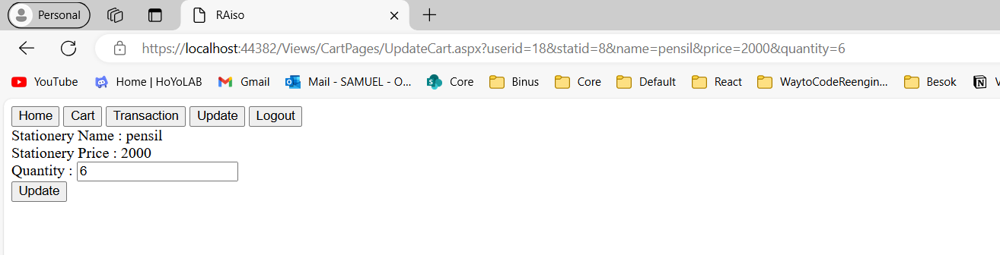 Personal RAiso
https://localhost:44382/Views/CartPages/UpdateCart.aspx?userid=18&statid=8&name=pensil&price=2000&quantity=6
YouTube Home | HoYoLAB Gmail Mail - SAMUEL - O... Core Binus Core Default React WaytoCodeReengin... Besok
Home Cart Transaction Update Logout
Stationery Name : pensil
Stationery Price : 2000
Quantity : 6
Update